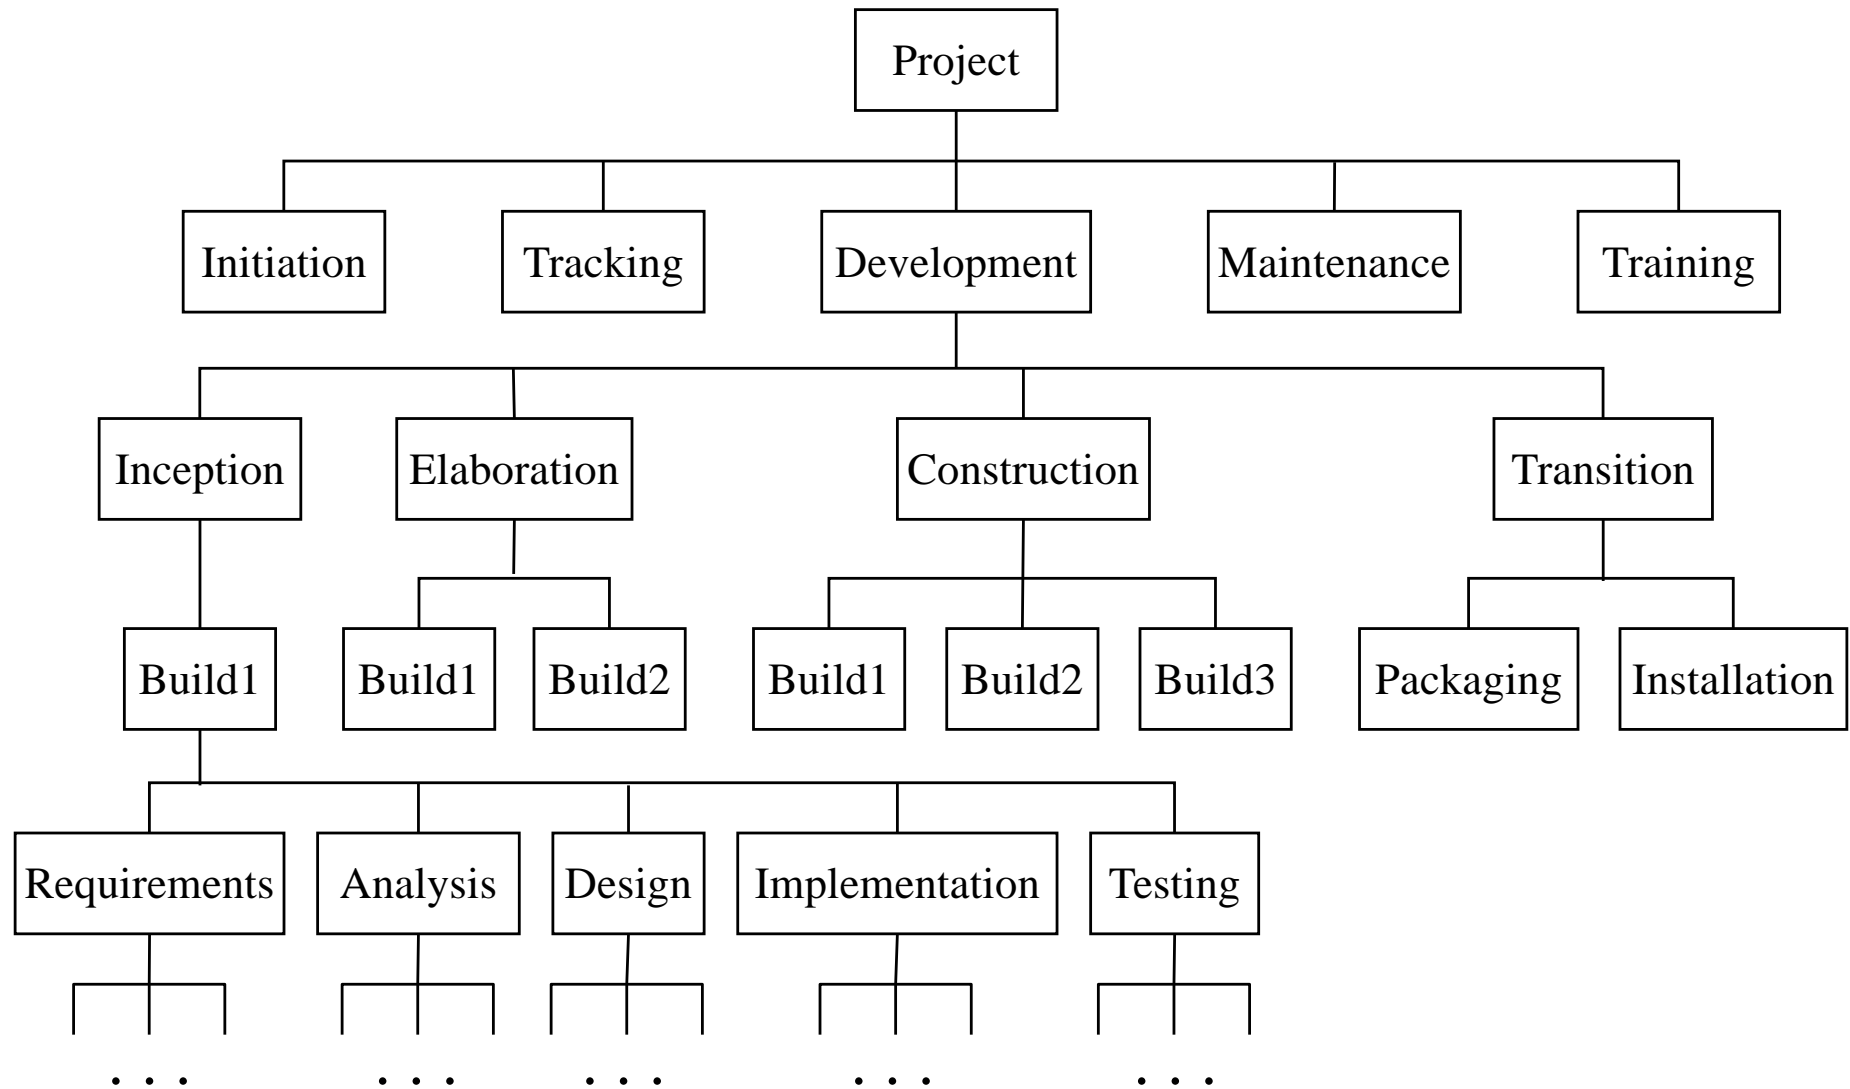 Project
Initiation Tracking Development Maintenance Training
Inception Elaboration Construction Transition
Build1 Build1 Build2 Build1 Build2 Build3 Packaging Installation
Requirements Analysis Design Implementation Testing
. . . . . . . . . . . . . . .